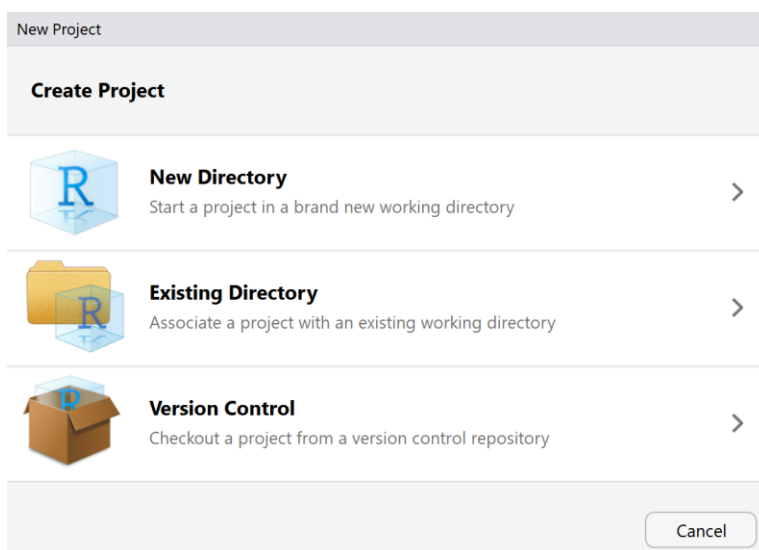 New Project
Create Project
R
New Directory
Start a project in a brand new working directory
R
Existing Directory
Associate a project with an existing working directory
R
Version Control
Checkout a project from a version control repository
Cancel